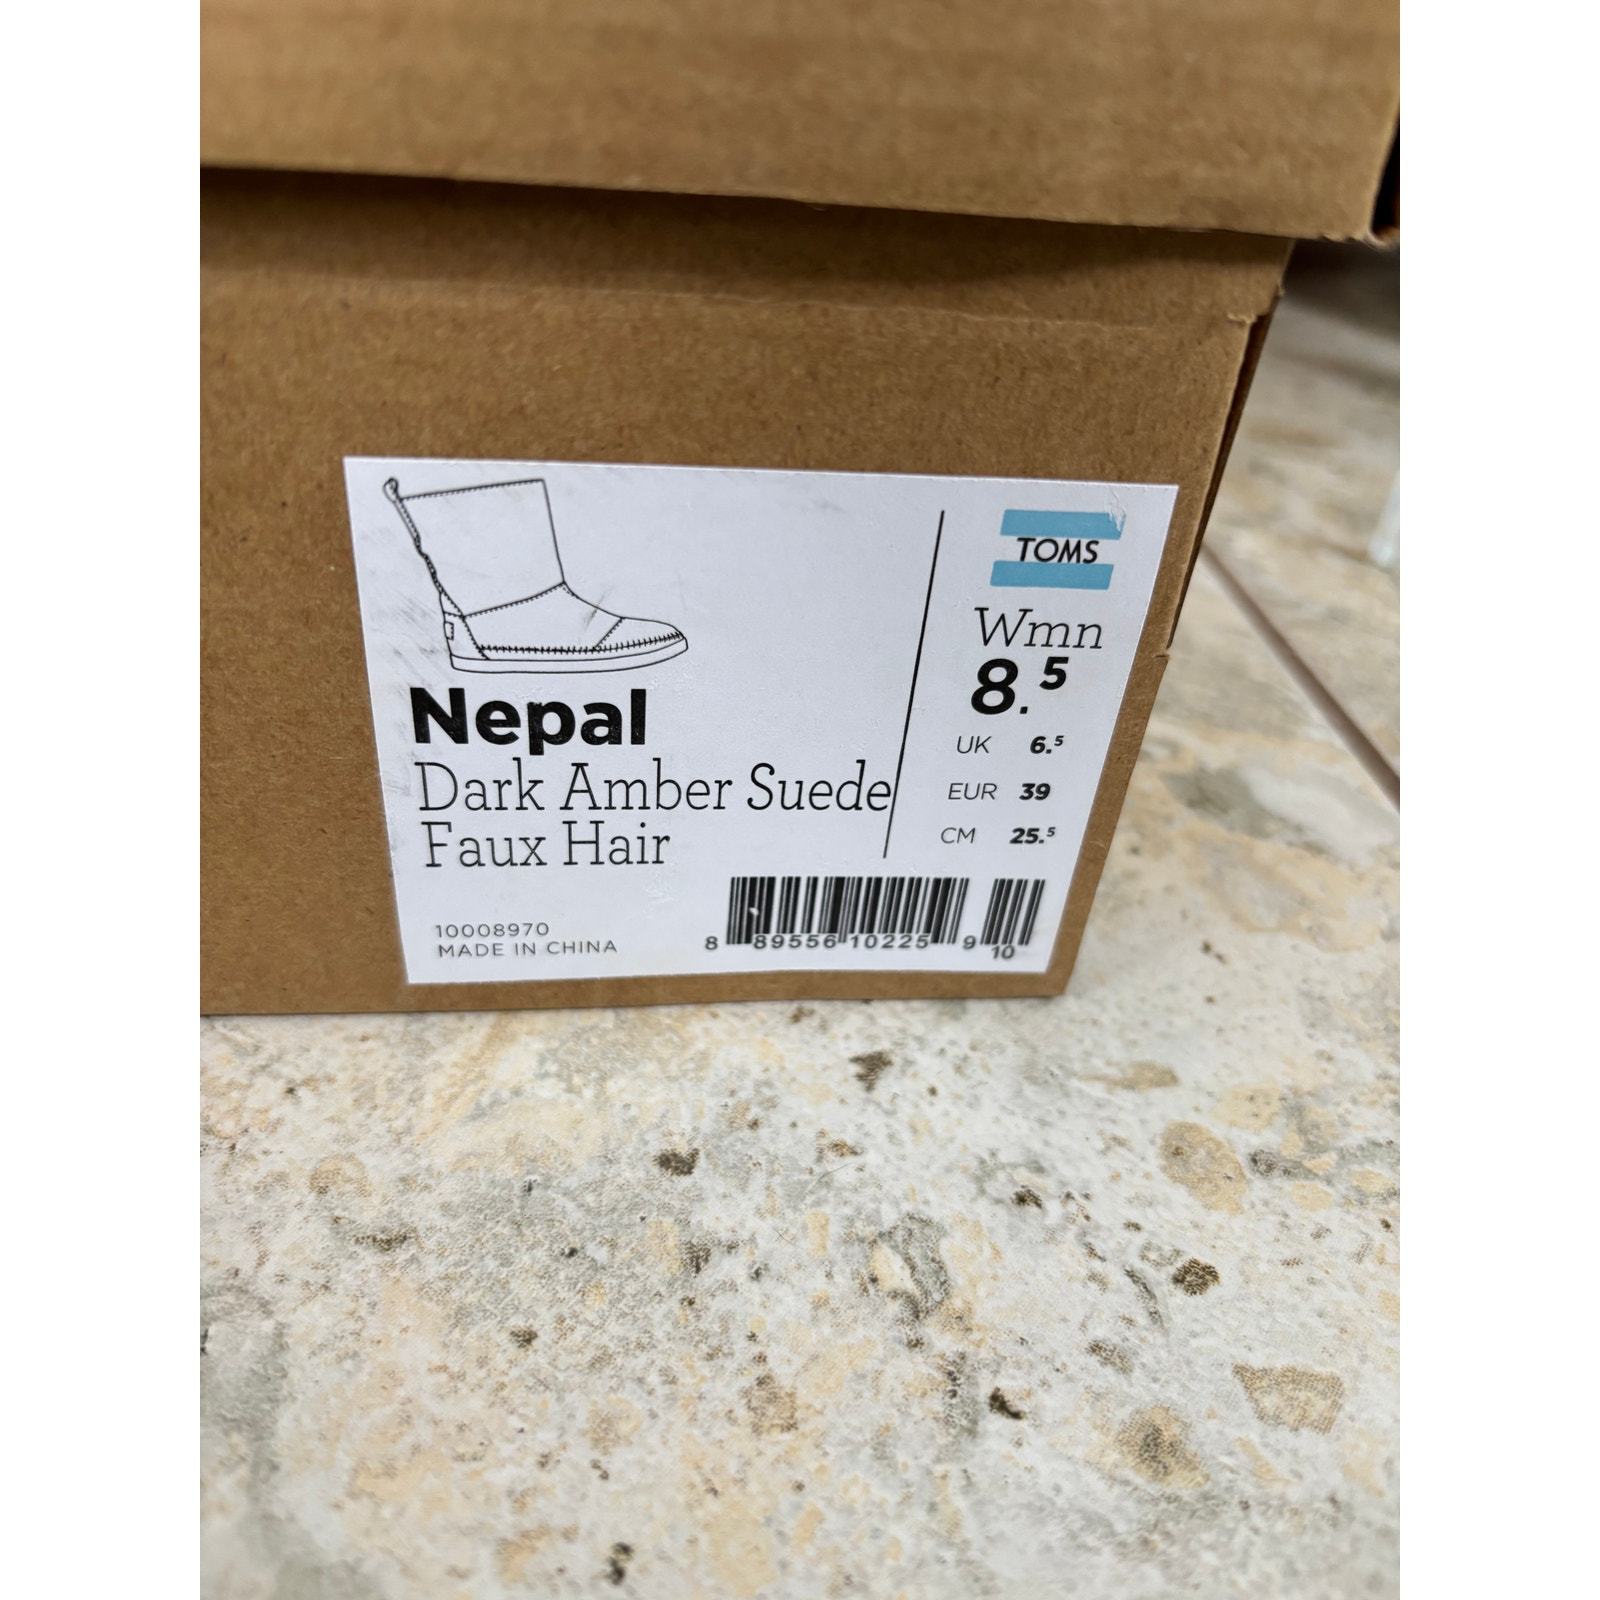 TOMS
Wmn
8.5
UK 6.5
EUR 39
CM 25.5
Nepal
Dark Amber Suede
Faux Hair
10008970
MADE IN CHINA
8 89556 10225 9 10